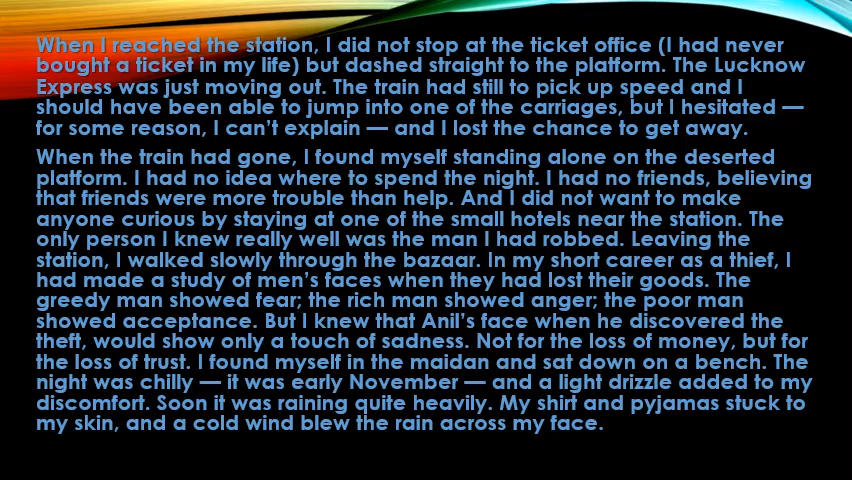 When I reached the station, I did not stop at the ticket office (I had never
bought a ticket in my life) but dashed straight to the platform. The Lucknow
Express was just moving out. The train had still to pick up speed and I
should have been able to jump into one of the carriages, but I hesitated —
for some reason, I can’t explain — and I lost the chance to get away.
When the train had gone, I found myself standing alone on the deserted
platform. I had no idea where to spend the night. I had no friends, believing
that friends were more trouble than help. And I did not want to make
anyone curious by staying at one of the small hotels near the station. The
only person I knew really well was the man I had robbed. Leaving the
station, I walked slowly through the bazaar. In my short career as a thief, I
had made a study of men’s faces when they had lost their goods. The
greedy man showed fear; the rich man showed anger; the poor man
showed acceptance. But I knew that Anil’s face when he discovered the
theft, would show only a touch of sadness. Not for the loss of money, but for
the loss of trust. I found myself in the maidan and sat down on a bench. The
night was chilly — it was early November — and a light drizzle added to my
discomfort. Soon it was raining quite heavily. My shirt and pyjamas stuck to
my skin, and a cold wind blew the rain across my face.